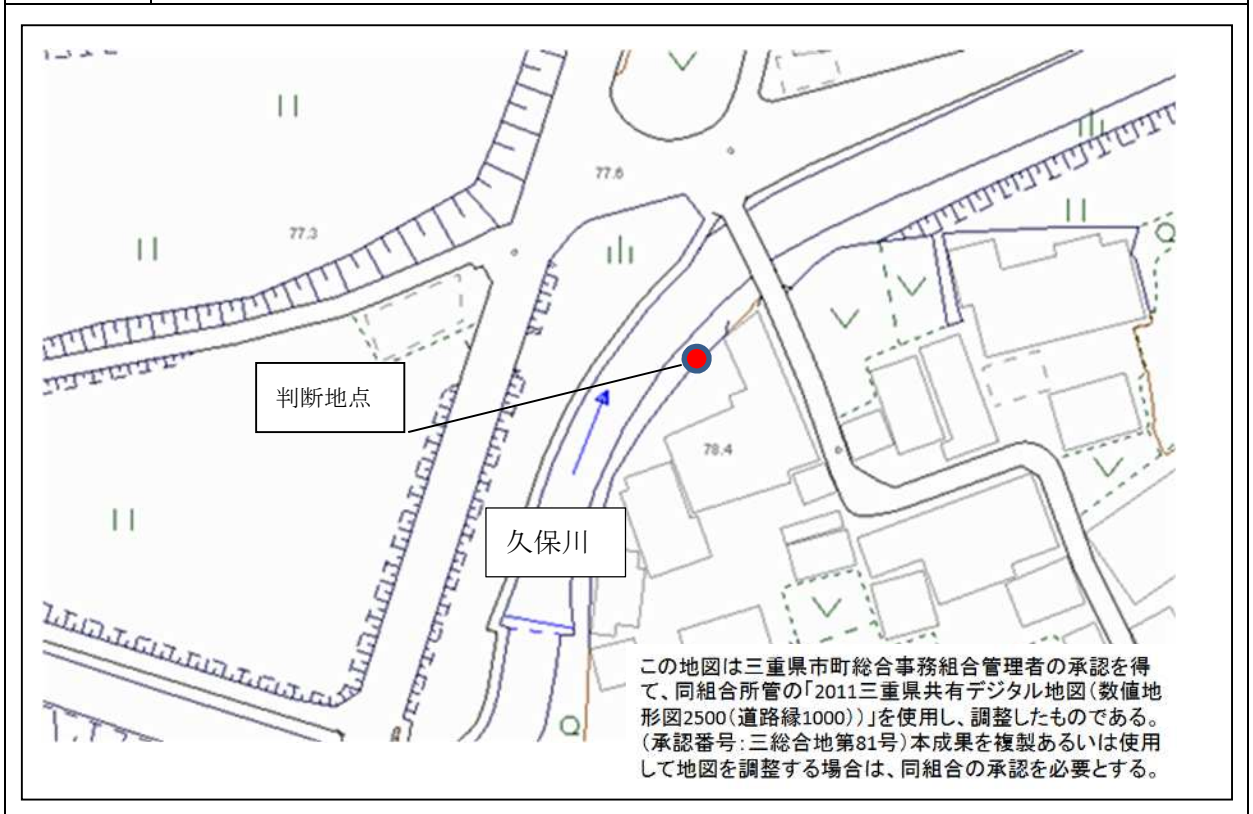 77.6
77.3
判断地点
78.4
久保川
この地図は三重県市町総合事務組合管理者の承認を得
て、同組合所管の「2011三重県共有デジタル地図(数値地
形図2500(道路縁1000))」を使用し、調整したものである。
(承認番号:三総合地第81号)本成果を複製あるいは使用
して地図を調整する場合は、同組合の承認を必要とする。